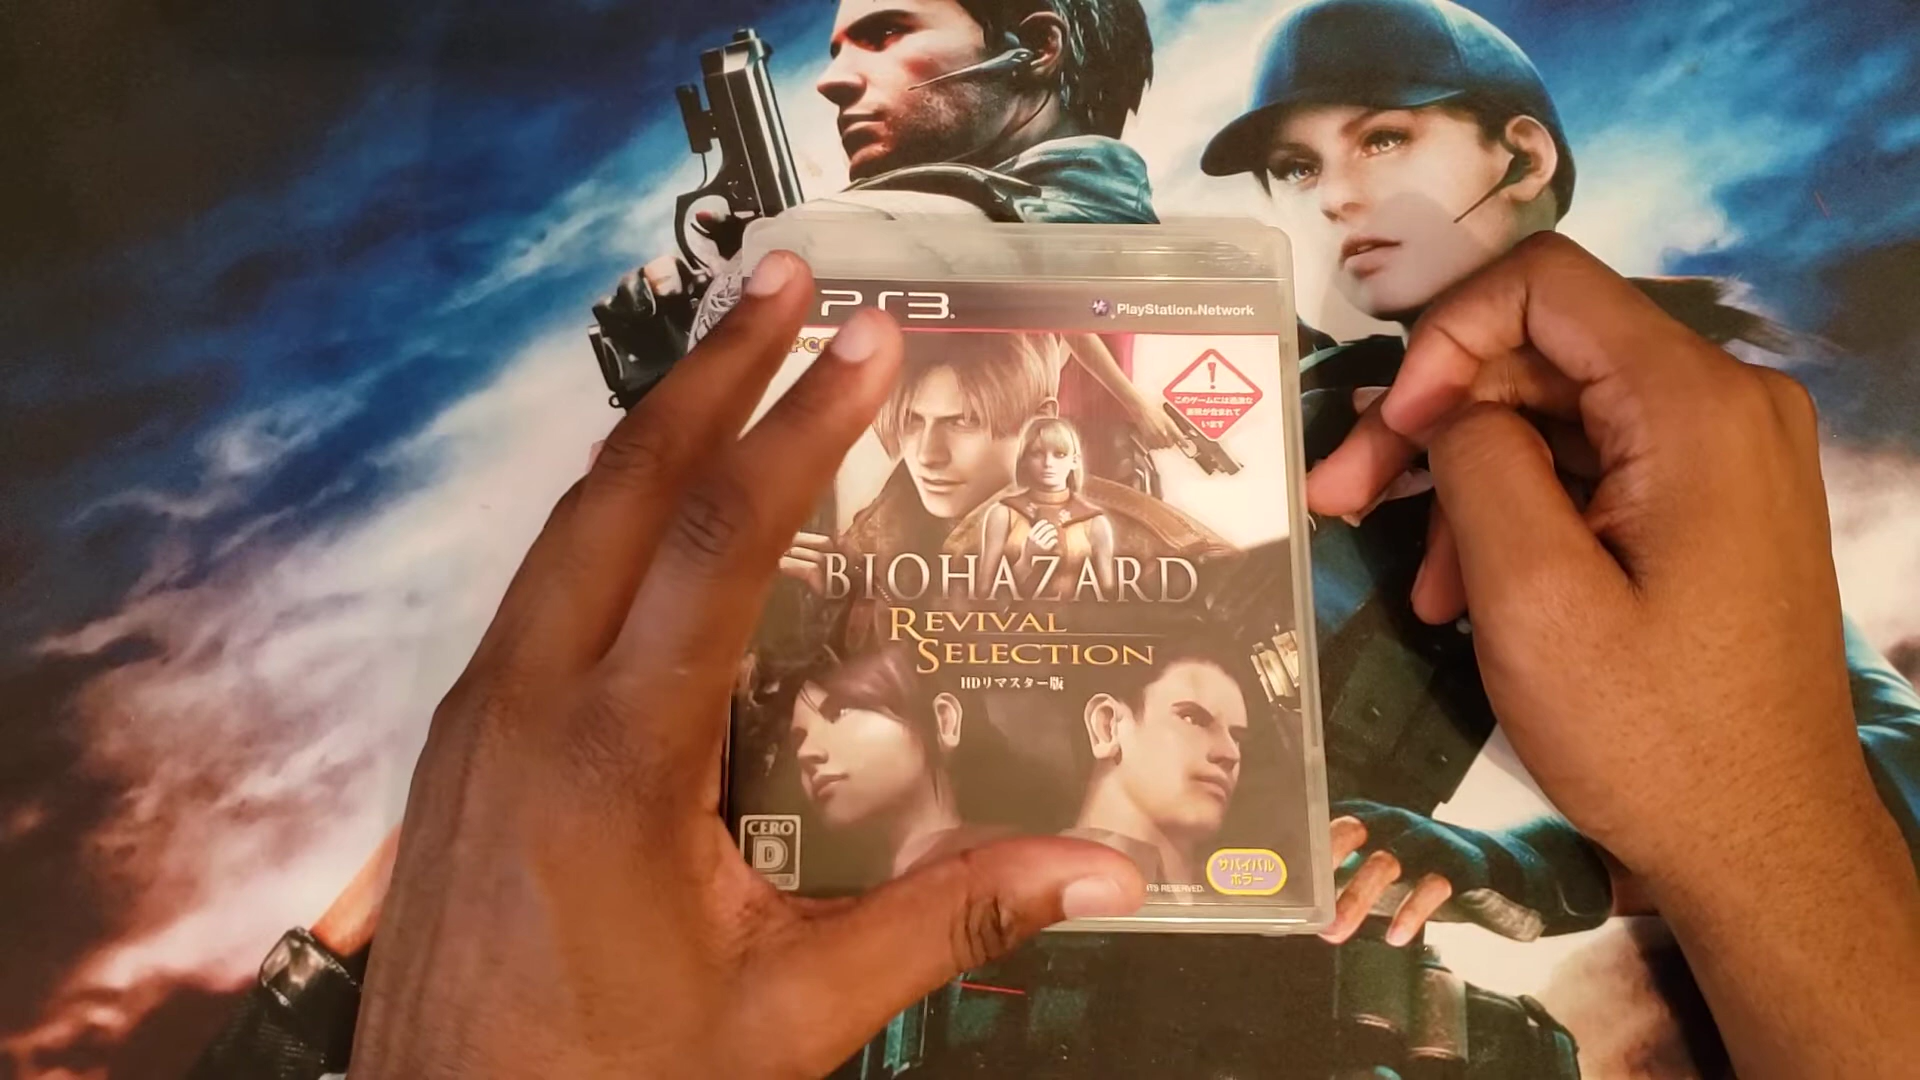 PS3
PlayStation Network
PCO
このゲームには過激な
表現が含まれて
います
BIOHAZARD
REVIVAL
SELECTION
HDリマスター版
CERO
D
TS RESERVED.
サバイバル
ホラー